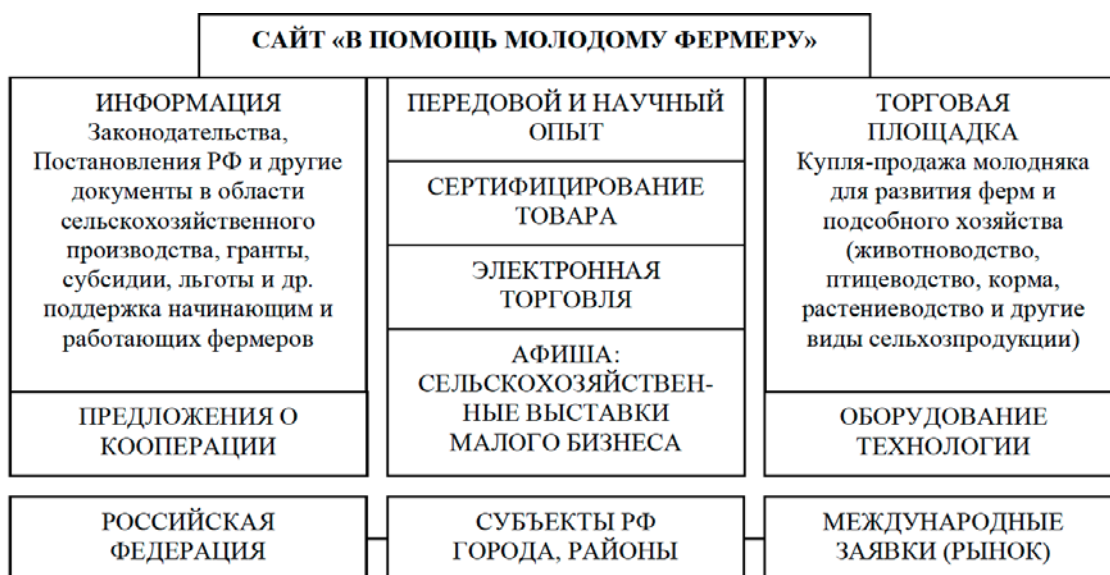 САЙТ «В ПОМОЩЬ МОЛОДОМУ ФЕРМЕРУ»
ИНФОРМАЦИЯ
Законодательства,
Постановления РФ и другие
документы в области
сельскохозяйственного
производства, гранты,
субсидии, льготы и др.
поддержка начинающим и
работающих фермеров
ПРЕДЛОЖЕНИЯ О
КООПЕРАЦИИ
ПЕРЕДОВОЙ И НАУЧНЫЙ
ОПЫТ
СЕРТИФИЦИРОВАНИЕ
ТОВАРА
ЭЛЕКТРОННАЯ
ТОРГОВЛЯ
АФИША:
СЕЛЬСКОХОЗЯЙСТВЕН-
НЫЕ ВЫСТАВКИ
МАЛОГО БИЗНЕСА
ТОРГОВАЯ
ПЛОЩАДКА
Купля-продажа молодняка
для развития ферм и
подсобного хозяйства
(животноводство,
птицеводство, корма,
растениеводство и другие
виды сельхозпродукции)
ОБОРУДОВАНИЕ
ТЕХНОЛОГИИ
РОССИЙСКАЯ
ФЕДЕРАЦИЯ
СУБЪЕКТЫ РФ
ГОРОДА, РАЙОНЫ
МЕЖДУНАРОДНЫЕ
ЗАЯВКИ (РЫНОК)